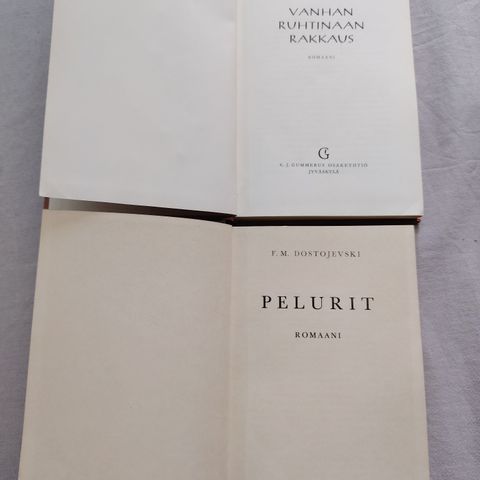 VANHAN
RUHTINAAN
RAKKAUS
ROMAANI
G
K. J. GUMMERUS OSAKEYHTIÖ
JYVÄSKYLÄ
F. M. DOSTOJEVSKI
PELURIT
ROMAANI